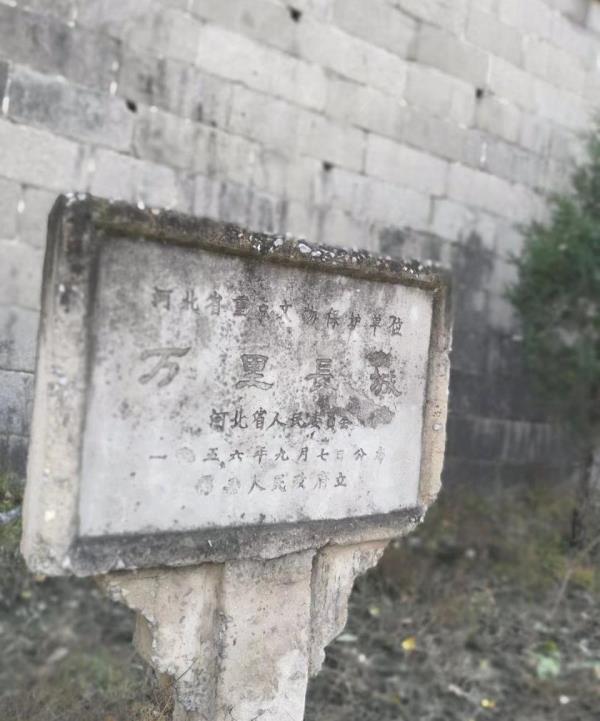 河北省重点文物保护单位
万里長城
河北省人民委員会
一九五六年九月七日公布
人民政府立